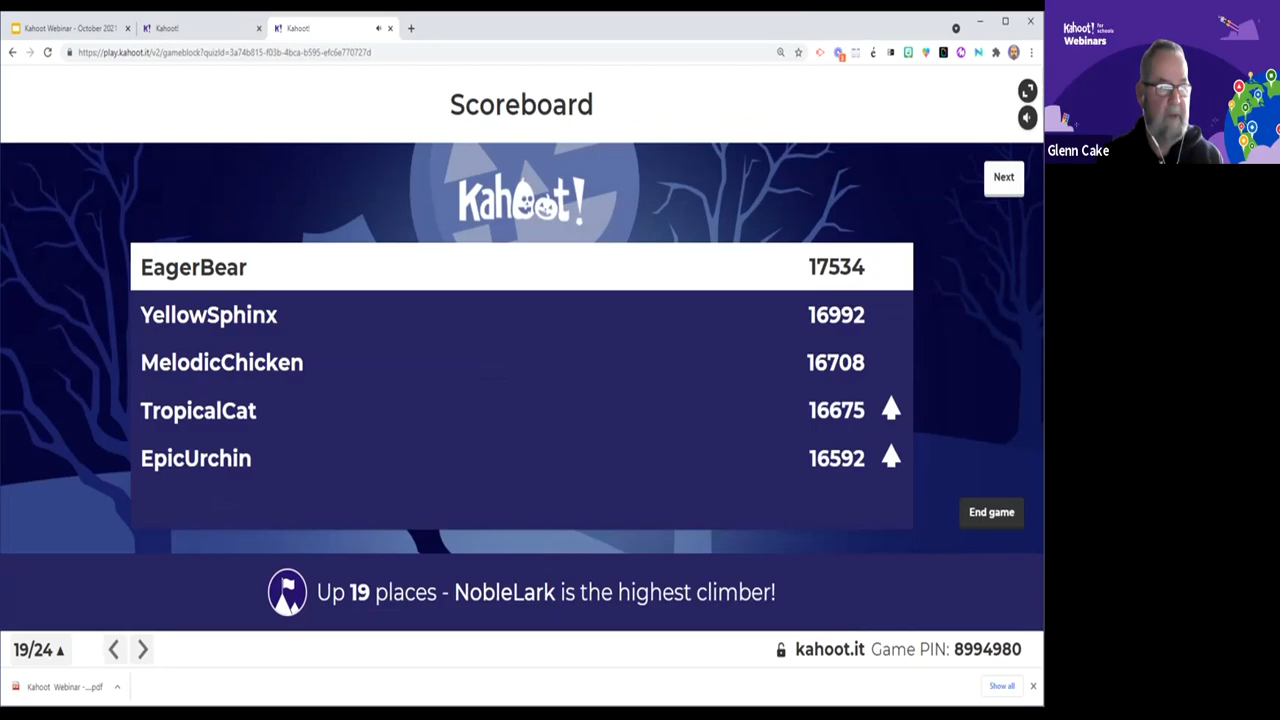 Kahoot Webinar - October 2021
Kahoot!
Kahoot!
https://play.kahoot.it/v2/gameblock?quizId=3a74b815-f03b-4bca-b595-efc6e770727d
Scoreboard
Kahoot!
Next
EagerBear 17534
YellowSphinx 16992
MelodicChicken 16708
TropicalCat 16675
EpicUrchin 16592
End game
Up 19 places - NobleLark is the highest climber!
19/24
kahoot.it Game PIN: 8994980
Kahoot Webinar -....pdf
Show all
Kahoot! for schools
Webinars
Glenn Cake